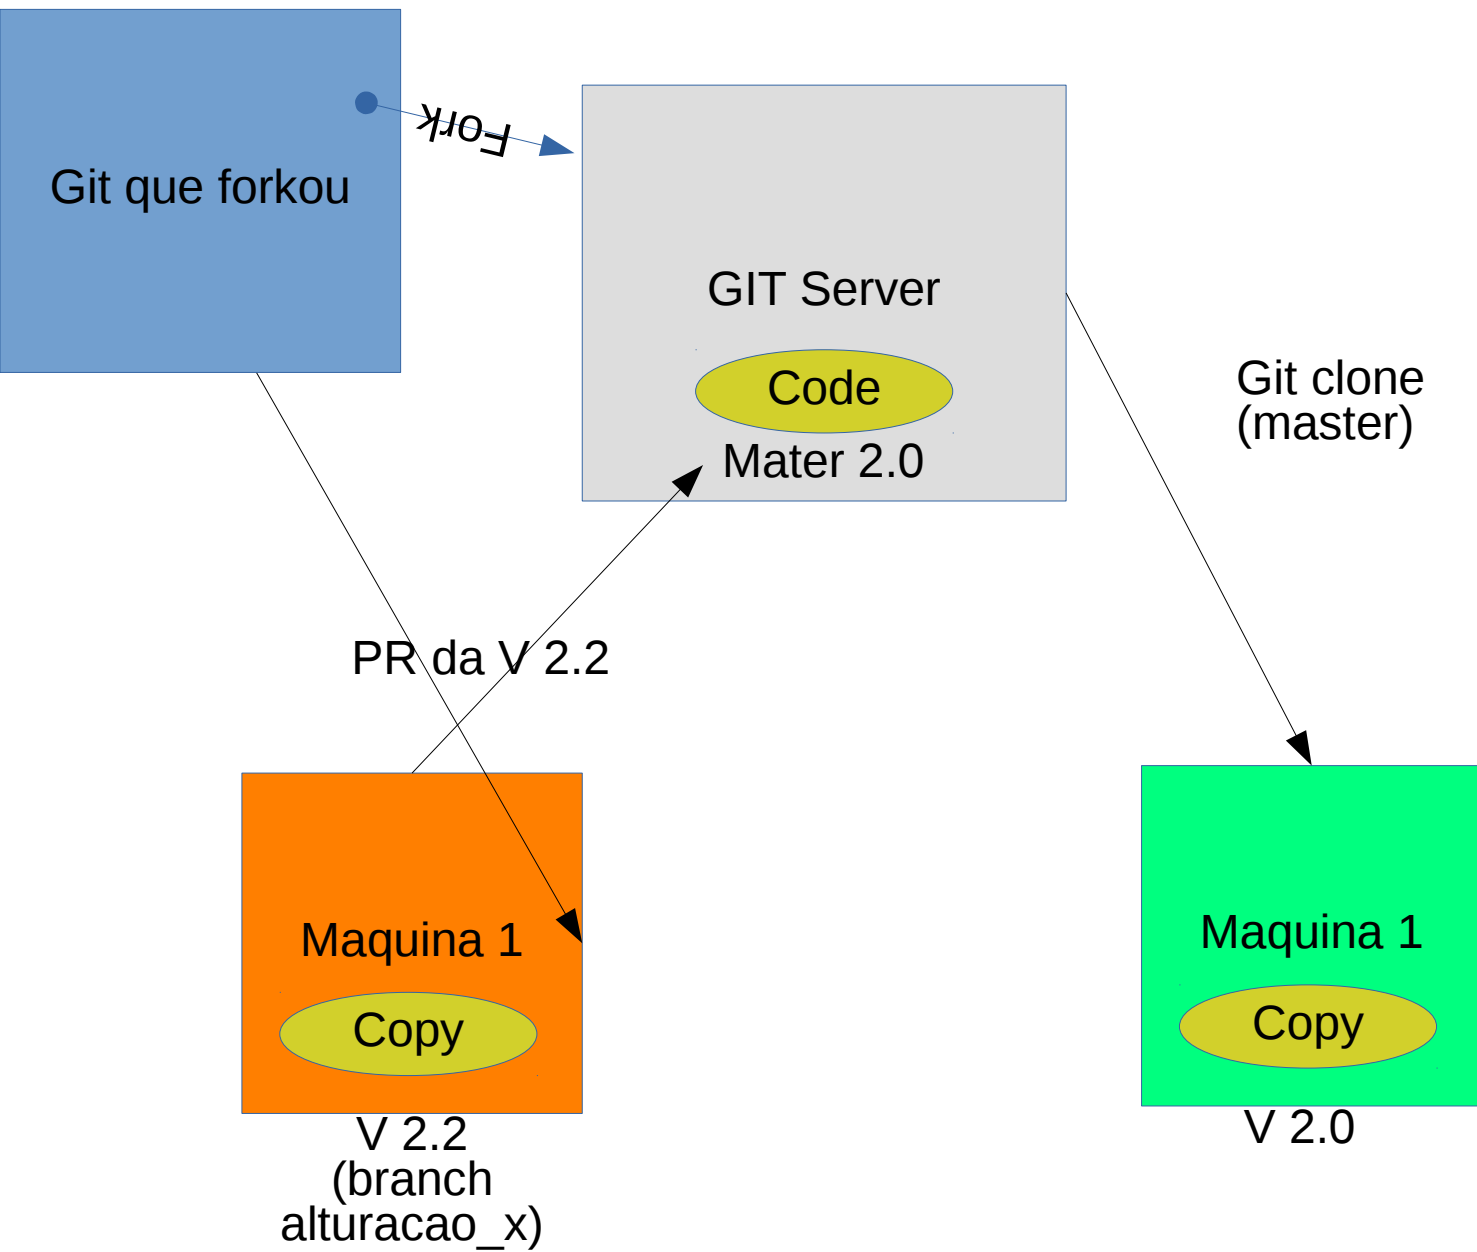 Fork
Git que forkou
GIT Server
Code
Mater 2.0
Git clone
(master)
PR da V 2.2
Maquina 1
Copy
V 2.2
(branch
alturacao_x)
Maquina 1
Copy
V 2.0